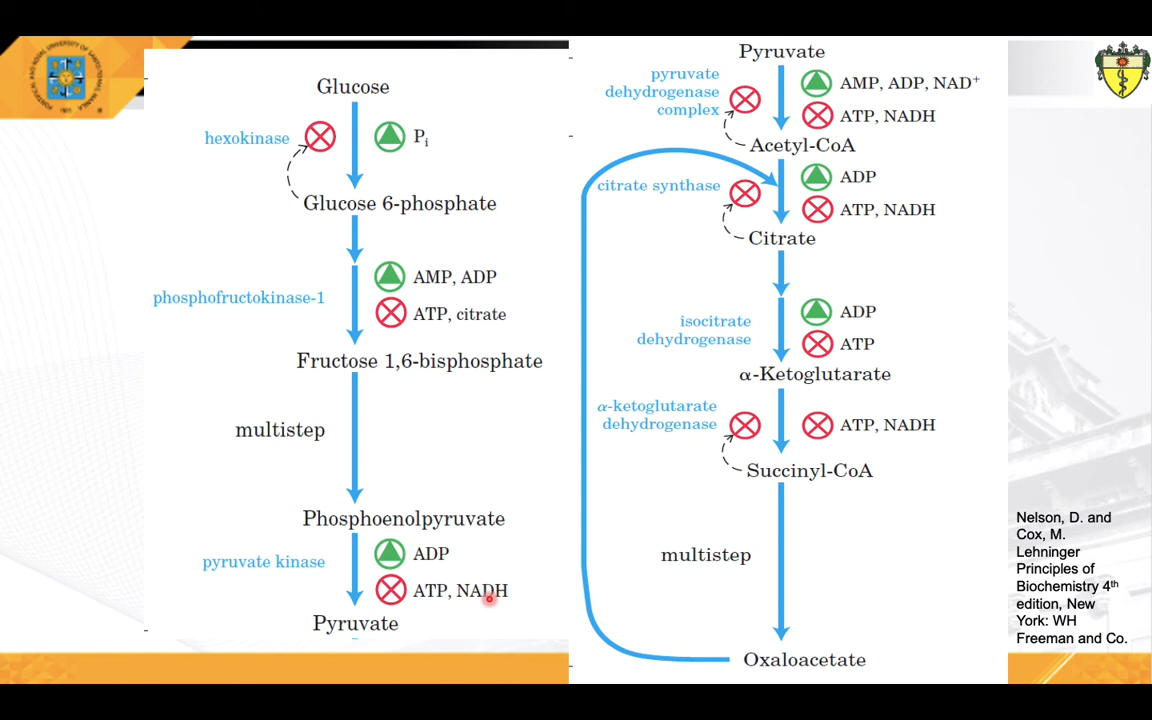 Glucose
hexokinase
Pi
Glucose 6-phosphate
AMP, ADP
phosphofructokinase-1
ATP, citrate
Fructose 1,6-bisphosphate
multistep
Phosphoenolpyruvate
ADP
pyruvate kinase
ATP, NADH
Pyruvate
Pyruvate
pyruvate
dehydrogenase
complex
AMP, ADP, NAD+
ATP, NADH
Acetyl-CoA
citrate synthase
ADP
ATP, NADH
Citrate
isocitrate
dehydrogenase
ADP
ATP
α-Ketoglutarate
α-ketoglutarate
dehydrogenase
ATP, NADH
Succinyl-CoA
multistep
Oxaloacetate
Nelson, D. and
Cox, M.
Lehninger
Principles of
Biochemistry 4th
edition, New
York: WH
Freeman and Co.